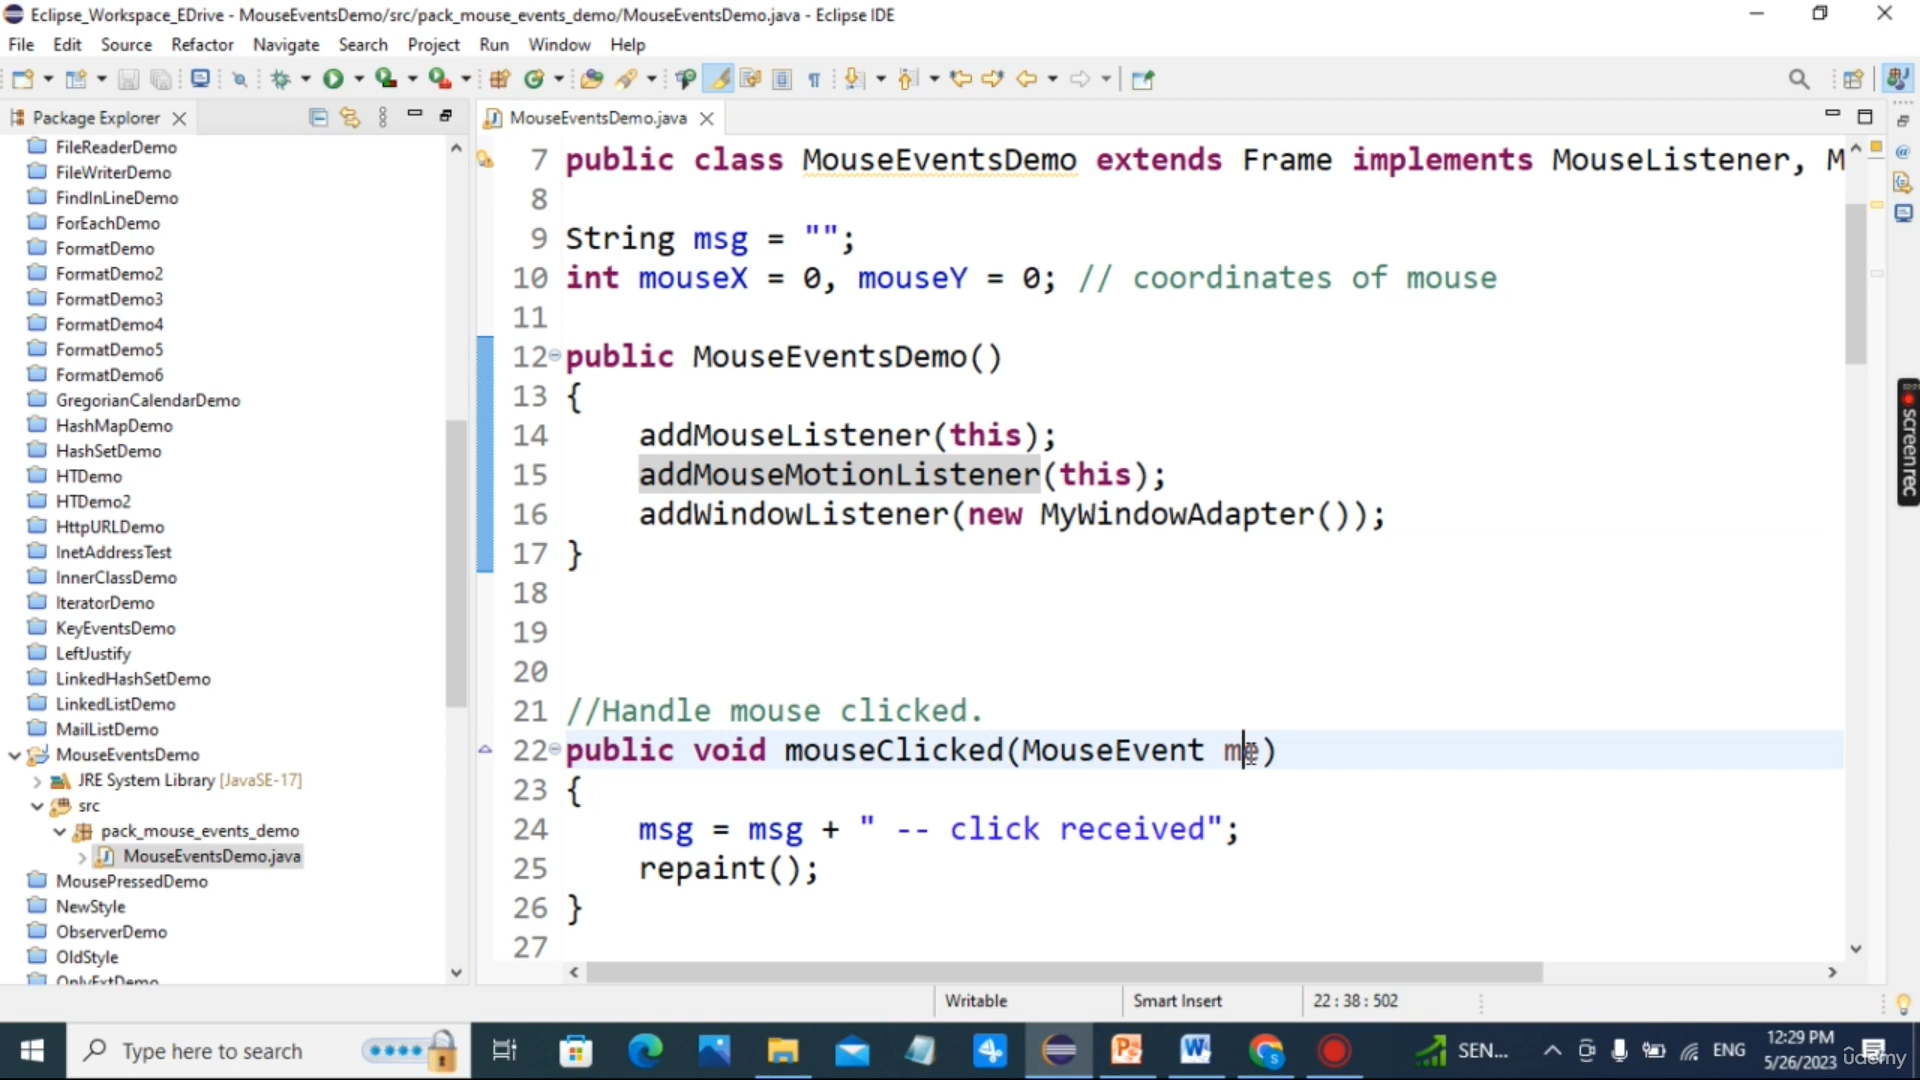 Eclipse_Workspace_EDrive - MouseEventsDemo/src/pack_mouse_events_demo/MouseEventsDemo.java - Eclipse IDE
File Edit Source Refactor Navigate Search Project Run Window Help
Package Explorer
MouseEventsDemo.java
FileReaderDemo
FileWriterDemo
FindInLineDemo
ForEachDemo
FormatDemo
FormatDemo2
FormatDemo3
FormatDemo4
FormatDemo5
FormatDemo6
GregorianCalendarDemo
HashMapDemo
HashSetDemo
HTDemo
HTDemo2
HttpURLDemo
InetAddressTest
InnerClassDemo
IteratorDemo
KeyEventsDemo
LeftJustify
LinkedHashSetDemo
LinkedListDemo
MailListDemo
MouseEventsDemo
JRE System Library [JavaSE-17]
src
pack_mouse_events_demo
MouseEventsDemo.java
MousePressedDemo
NewStyle
ObserverDemo
OldStyle
OnlyExtDemo
7 public class MouseEventsDemo extends Frame implements MouseListener, M
8
9 String msg = "";
10 int mouseX = 0, mouseY = 0; // coordinates of mouse
11
12 public MouseEventsDemo()
13 {
14 addMouseListener(this);
15 addMouseMotionListener(this);
16 addWindowListener(new MyWindowAdapter());
17 }
18
19
20
21 //Handle mouse clicked.
22 public void mouseClicked(MouseEvent me)
23 {
24 msg = msg + " -- click received";
25 repaint();
26 }
27
screenrec
Writable Smart Insert 22 : 38 : 502
Type here to search
SEN...
ENG
12:29 PM
5/26/2023
ûdemy